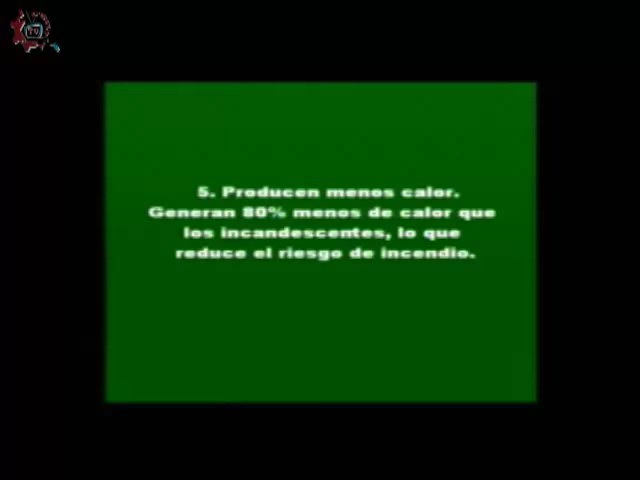 TV
5. Producen menos calor.
Generan 80% menos de calor que
los incandescentes, lo que
reduce el riesgo de incendio.